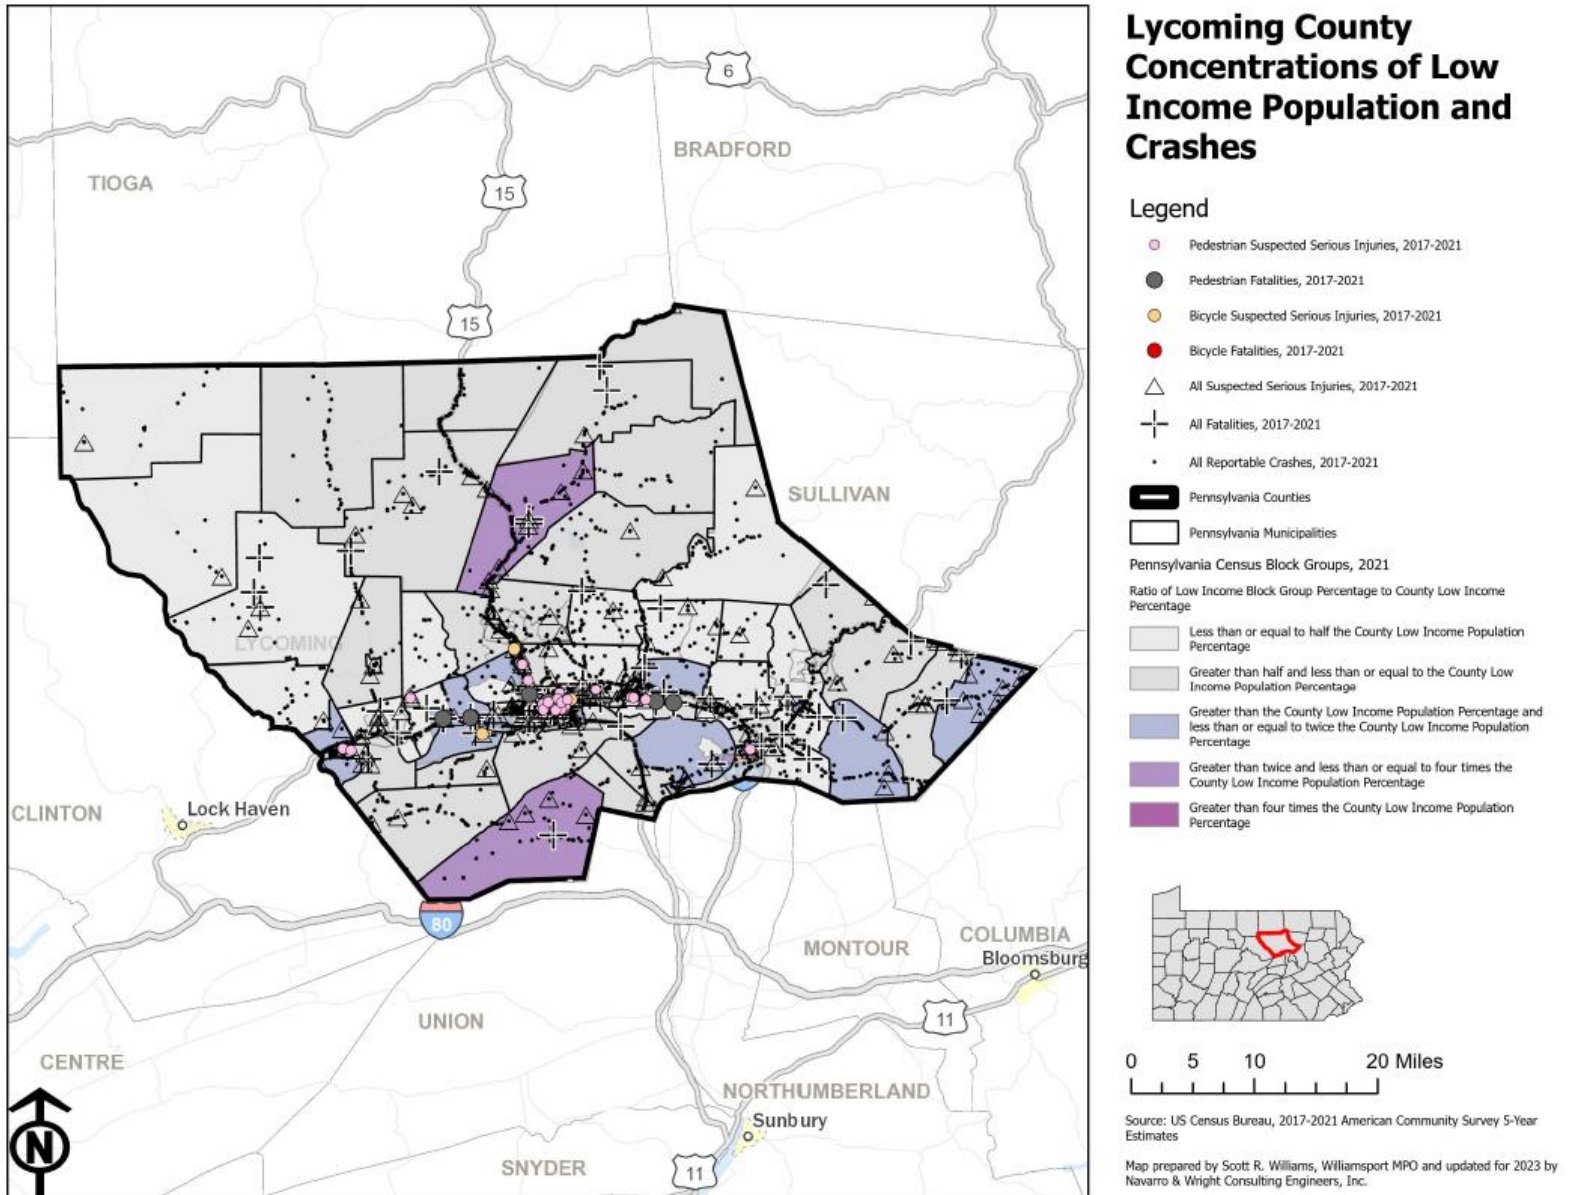 Lycoming County
Concentrations of Low
Income Population and
Crashes
Legend
Pedestrian Suspected Serious Injuries, 2017-2021
Pedestrian Fatalities, 2017-2021
Bicycle Suspected Serious Injuries, 2017-2021
Bicycle Fatalities, 2017-2021
All Suspected Serious Injuries, 2017-2021
All Fatalities, 2017-2021
All Reportable Crashes, 2017-2021
Pennsylvania Counties
Pennsylvania Municipalities
Pennsylvania Census Block Groups, 2021
Ratio of Low Income Block Group Percentage to County Low Income
Percentage
Less than or equal to half the County Low Income Population
Percentage
Greater than half and less than or equal to the County Low
Income Population Percentage
Greater than the County Low Income Population Percentage and
less than or equal to twice the County Low Income Population
Percentage
Greater than twice and less than or equal to four times the
County Low Income Population Percentage
Greater than four times the County Low Income Population
Percentage
0 5 10 20 Miles
Source: US Census Bureau, 2017-2021 American Community Survey 5-Year
Estimates
Map prepared by Scott R. Williams, Williamsport MPO and updated for 2023 by
Navarro & Wright Consulting Engineers, Inc.
6
BRADFORD
TIOGA
15
15
SULLIVAN
LYCOMING
CLINTON
Lock Haven
80
COLUMBIA
MONTOUR
Bloomsburg
UNION
11
CENTRE
NORTHUMBERLAND
Sunbury
SNYDER
11
N